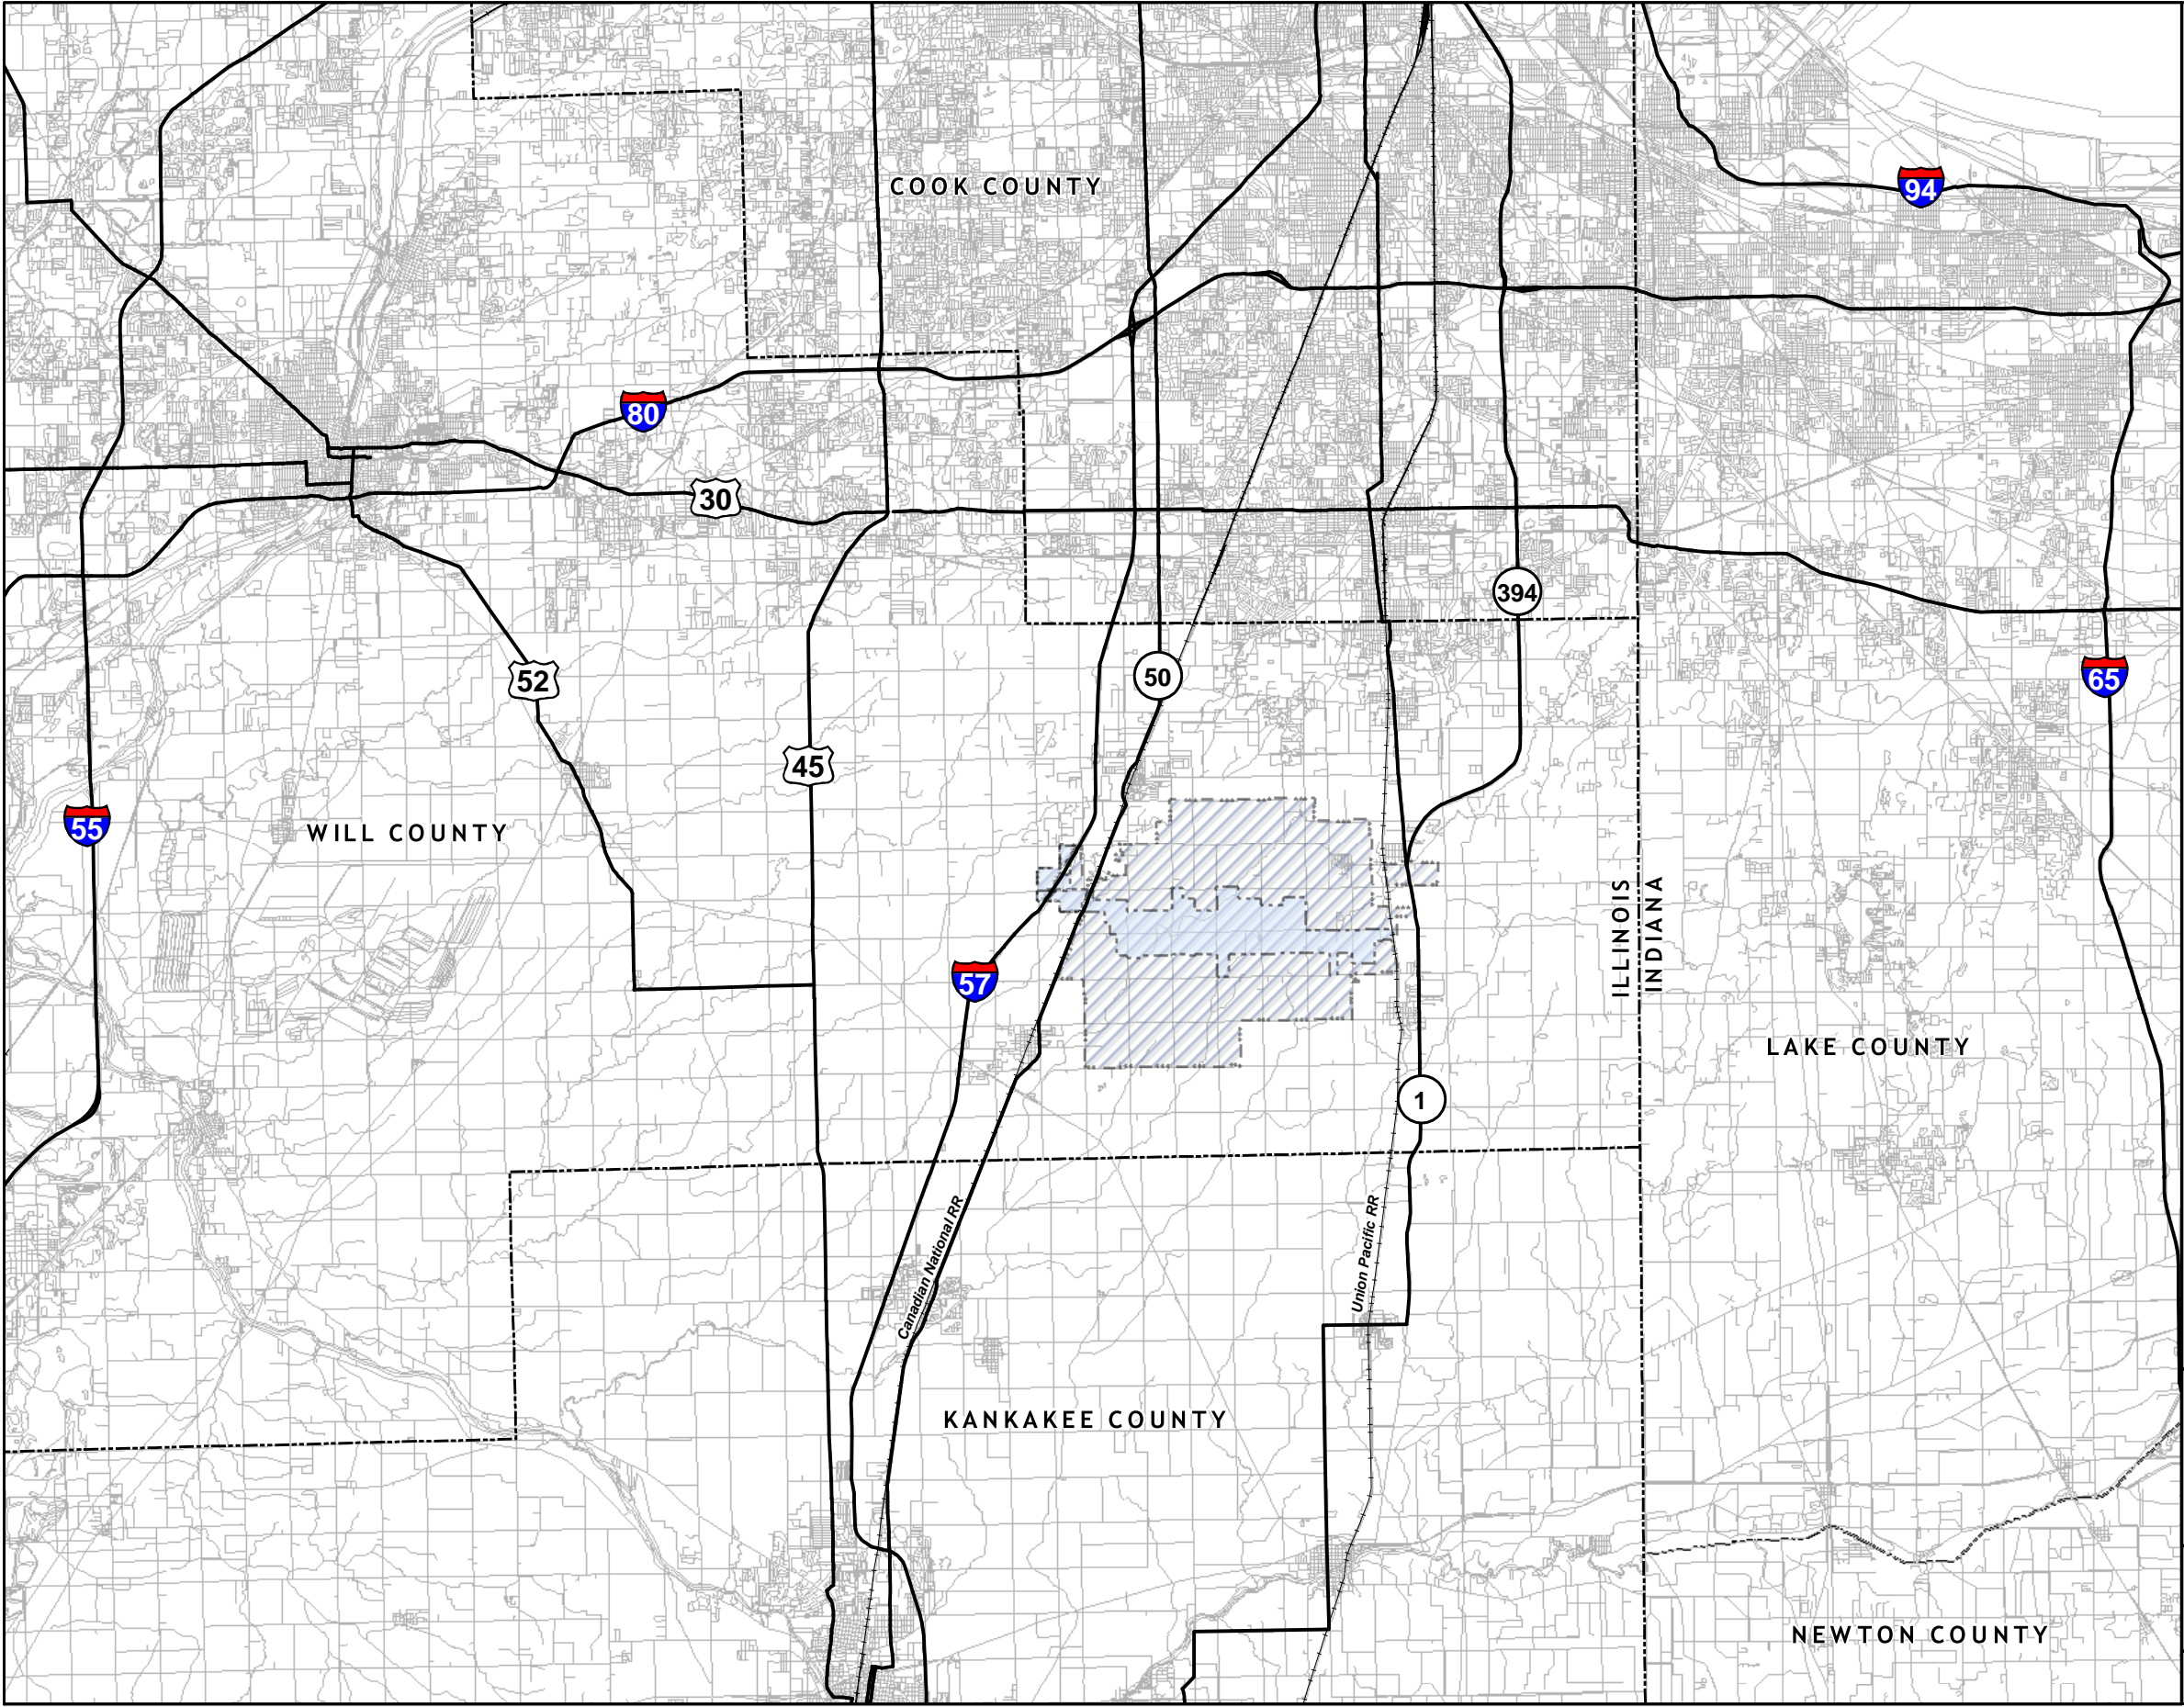 COOK COUNTY
94
80
30
394
50
52
65
45
55
WILL COUNTY
ILLINOIS
INDIANA
57
LAKE COUNTY
1
Canadian National RR
Union Pacific RR
KANKAKEE COUNTY
NEWTON COUNTY